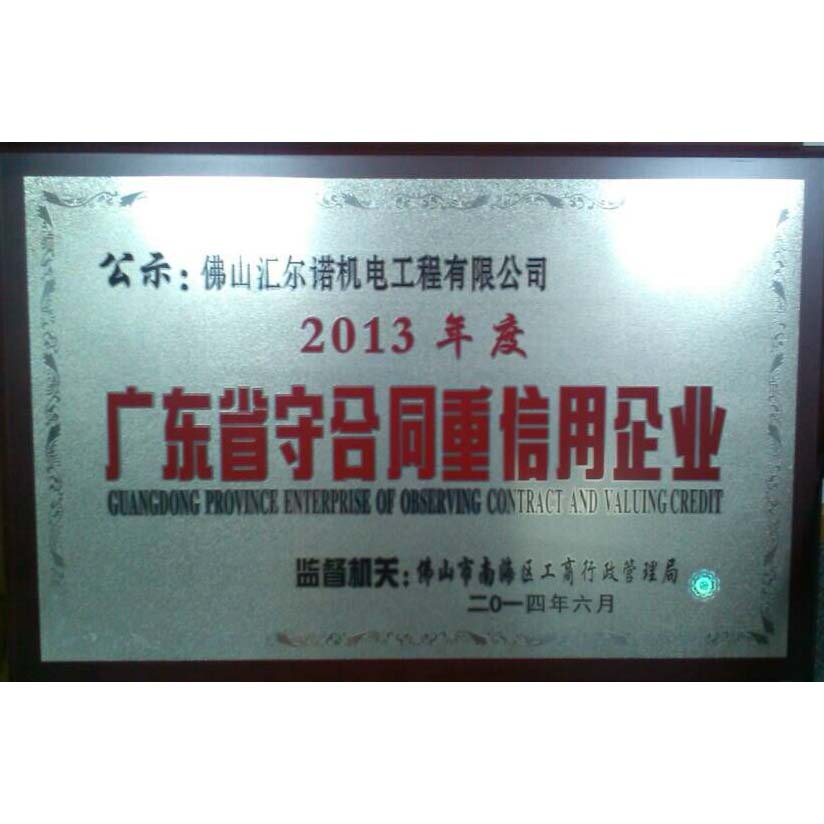 公示：佛山汇尔诺机电工程有限公司
2013年度
广东省守合同重信用企业
GUANGDONG PROVINCE ENTERPRISE OF OBSERVING CONTRACT AND VALUING CREDIT
监督机关：佛山市南海区工商行政管理局
二〇一四年六月